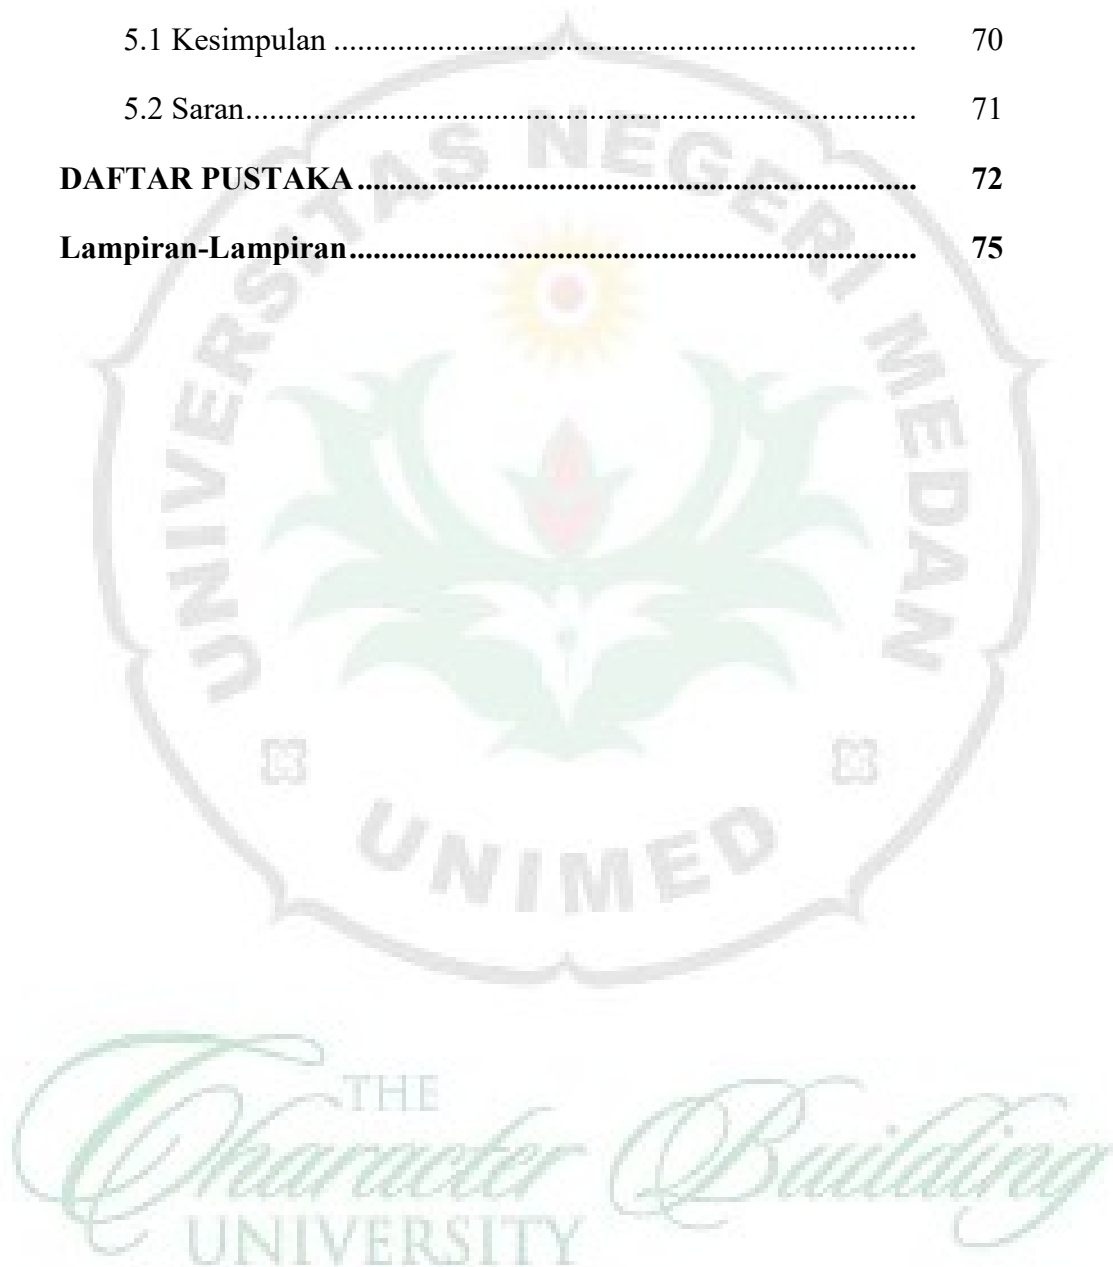 5.1 Kesimpulan ........................................................................ 70
5.2 Saran................................................................................... 71
DAFTAR PUSTAKA..................................................................... 72
Lampiran-Lampiran...................................................................... 75
UNIVERSITAS NEGERI MEDAN
UNIMED
THE
Character Building
UNIVERSITY